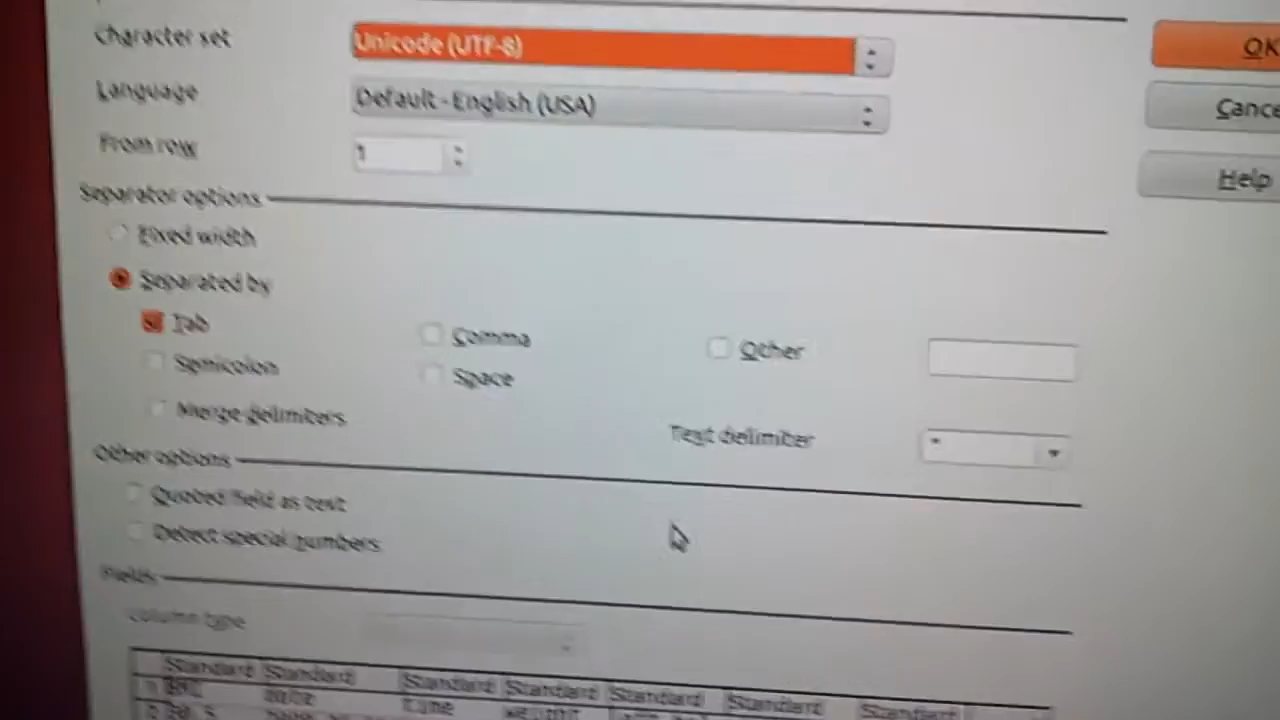 Character set Unicode (UTF-8) OK
Language Default - English (USA) Cance
From row 1 Help
Separator options
Fixed width
Separated by
Tab Comma Other
Semicolon Space
Merge delimiters Text delimiter "
Other options
Quoted field as text
Detect special numbers
Fields
Column type
Standard Standard Standard Standard Standard Standard Standard
time